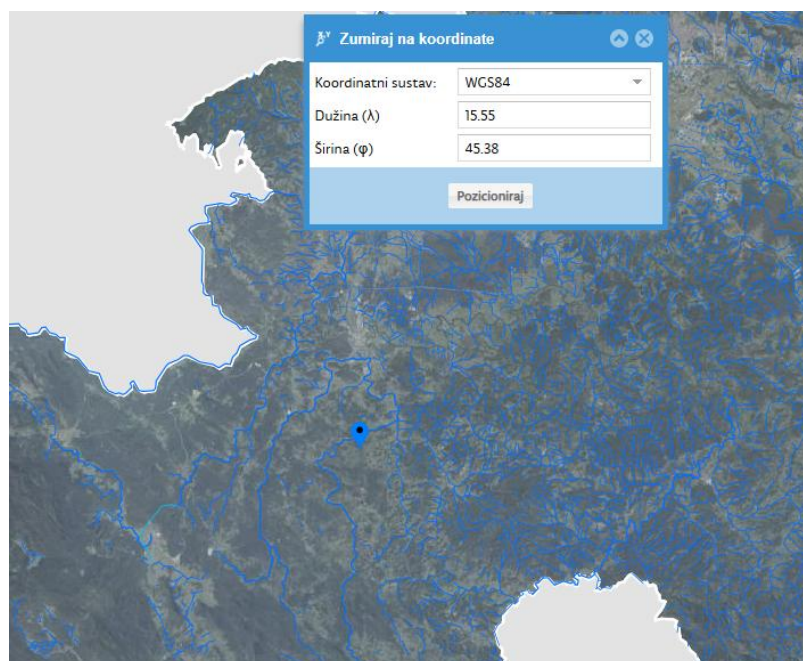 Zumiraj na koordinate
Koordinatni sustav: WGS84
Dužina (λ) 15.55
Širina (φ) 45.38
Pozicioniraj